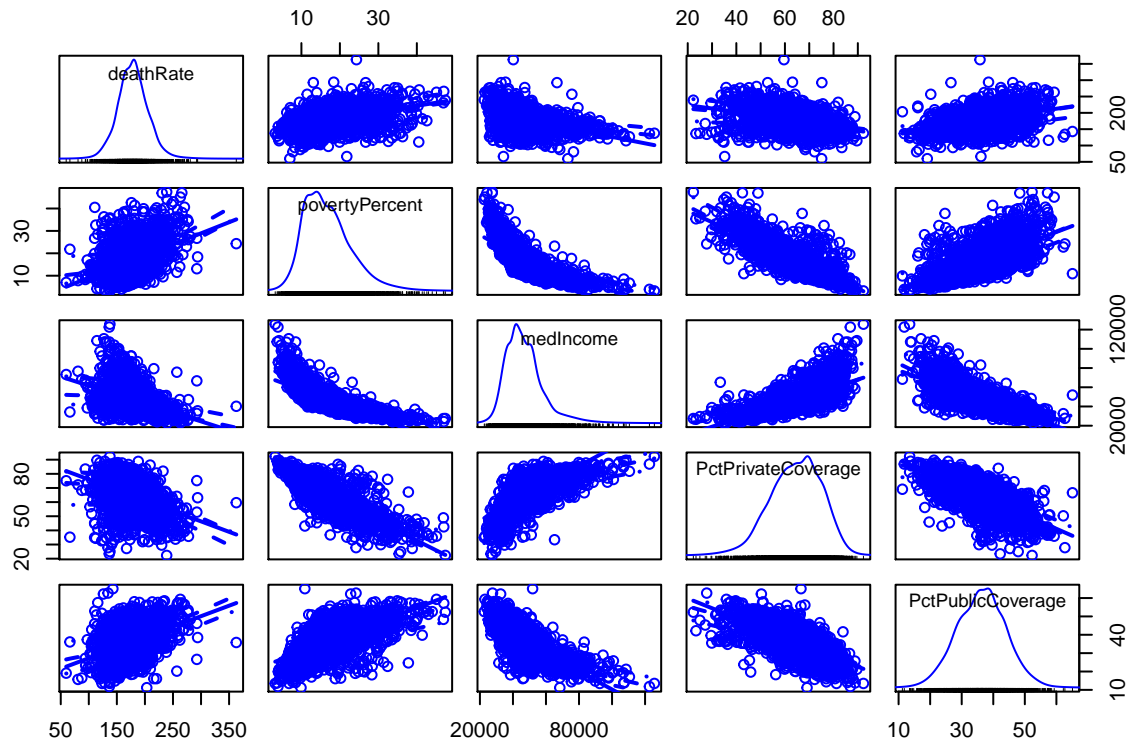 10 30
20 40 60 80
deathRate
50 200
povertyPercent
10 30
medIncome
20000 120000
PctPrivateCoverage
20 50 80
PctPublicCoverage
10 40
50 150 250 350
20000 80000
10 30 50